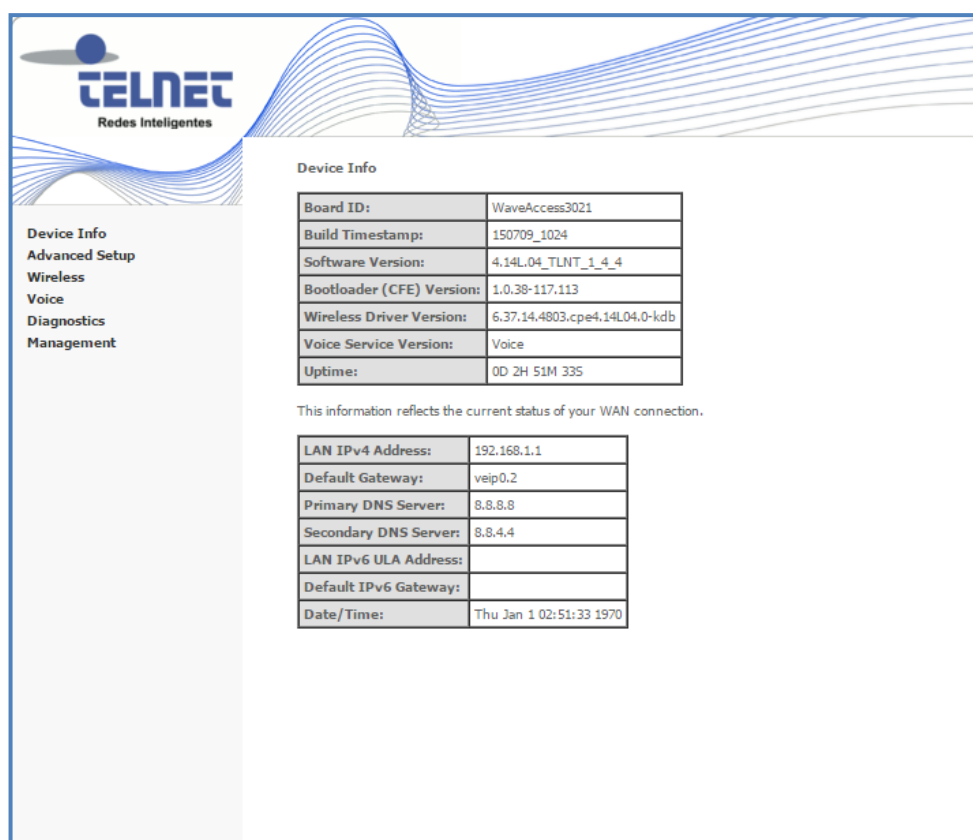 TELNET
Redes Inteligentes
Device Info
Advanced Setup
Wireless
Voice
Diagnostics
Management
Device Info
Board ID: WaveAccess3021
Build Timestamp: 150709_1024
Software Version: 4.14L.04_TLNT_1_4_4
Bootloader (CFE) Version: 1.0.38-117.113
Wireless Driver Version: 6.37.14.4803.cpe4.14L04.0-kdb
Voice Service Version: Voice
Uptime: 0D 2H 51M 33S
This information reflects the current status of your WAN connection.
LAN IPv4 Address: 192.168.1.1
Default Gateway: veip0.2
Primary DNS Server: 8.8.8.8
Secondary DNS Server: 8.8.4.4
LAN IPv6 ULA Address:
Default IPv6 Gateway:
Date/Time: Thu Jan 1 02:51:33 1970